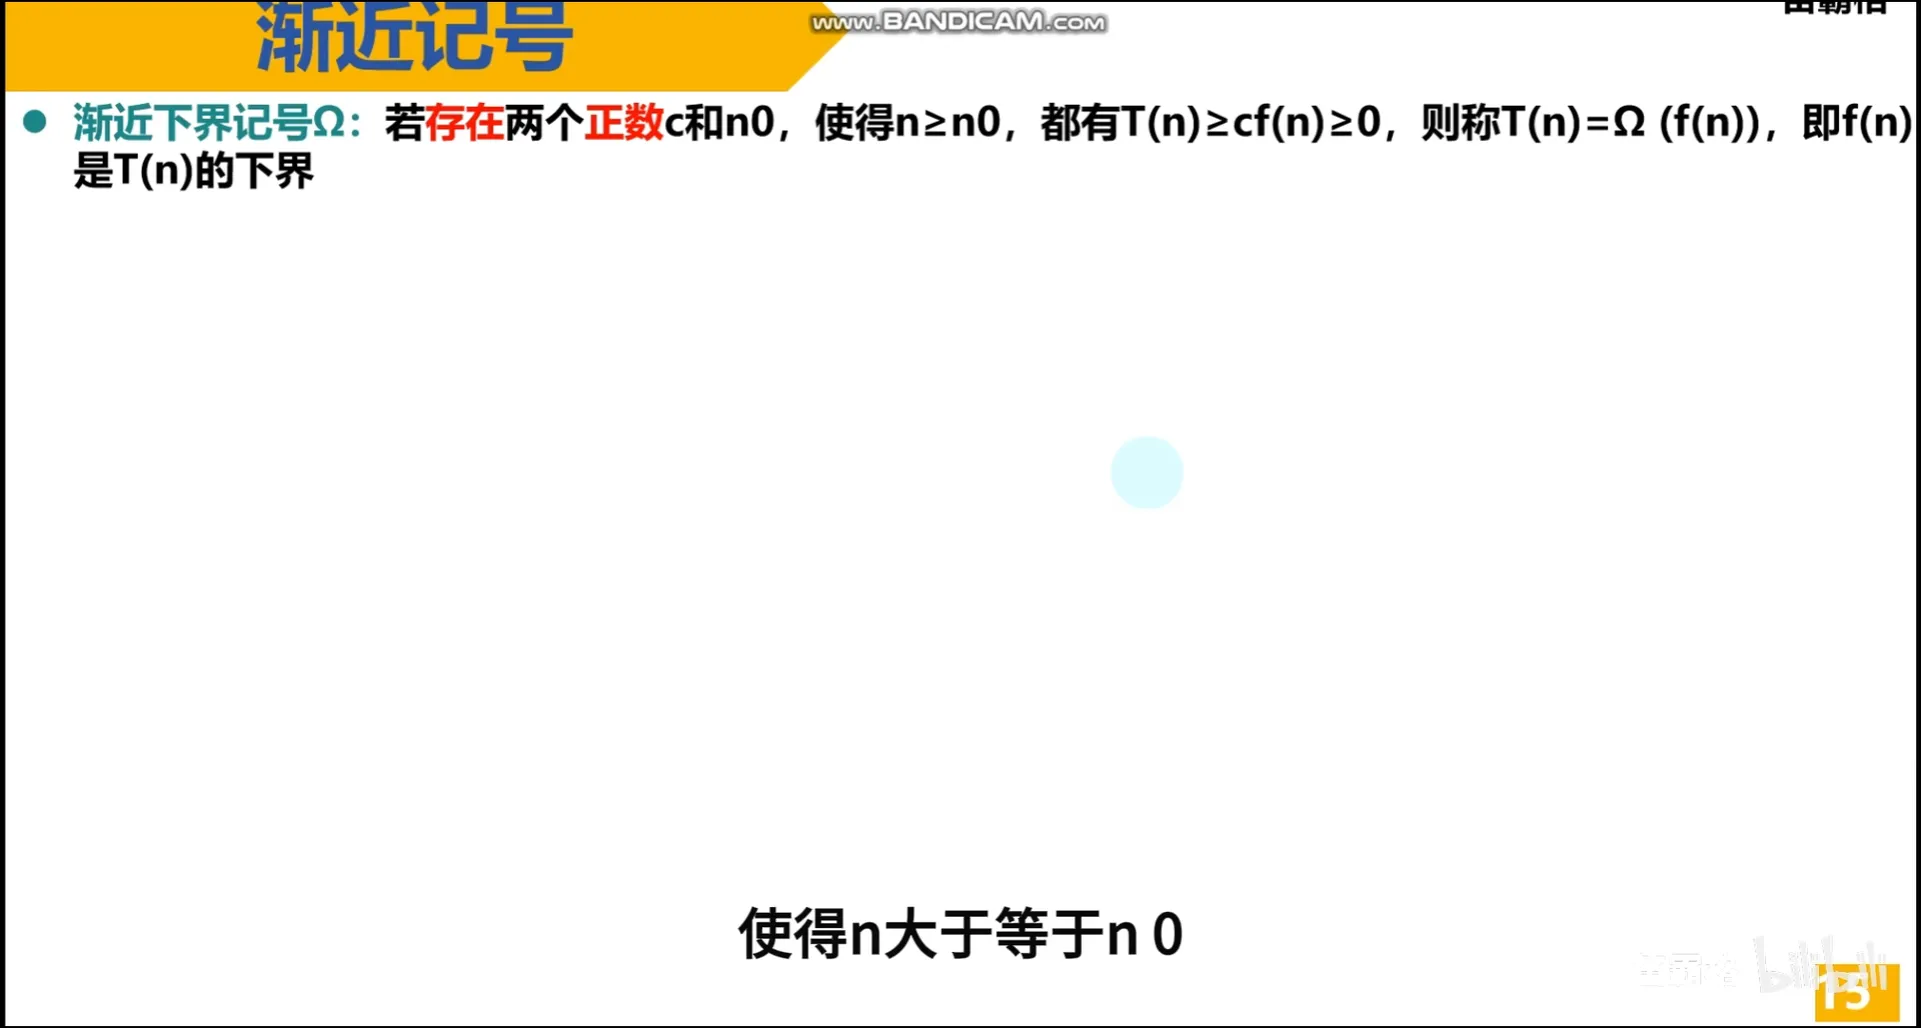 渐近记号
www.BANDICAM.com
渐近下界记号Ω：若存在两个正数c和n0，使得n≥n0，都有T(n)≥cf(n)≥0，则称T(n)=Ω (f(n))，即f(n)
是T(n)的下界
使得n大于等于n 0
bilibili
15